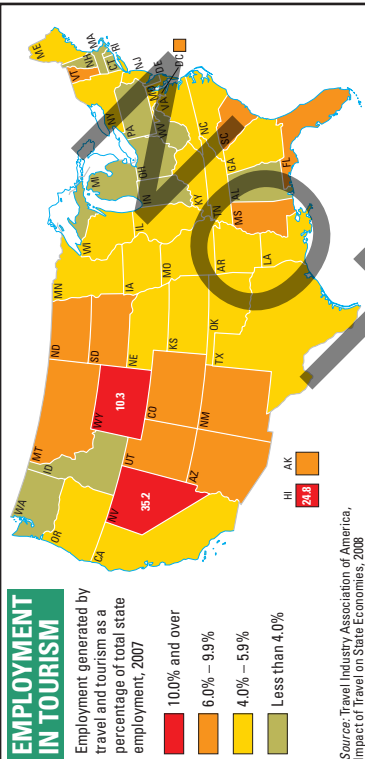 EMPLOYMENT
IN TOURISM
Employment generated by
travel and tourism as a
percentage of total state
employment, 2007
10.0% and over
6.0% – 9.9%
4.0% – 5.9%
Less than 4.0%
WA
OR
CA
NV
35.2
ID
MT
WY
10.3
UT
AZ
CO
NM
ND
SD
NE
KS
OK
TX
MN
IA
MO
AR
LA
WI
IL
MI
IN
OH
KY
TN
MS
AL
GA
FL
SC
NC
VA
WV
PA
NY
VT
NH
ME
MA
RI
CT
NJ
DE
MD
DC
HI
24.8
AK
Source: Travel Industry Association of America,
Impact of Travel on State Economies, 2008